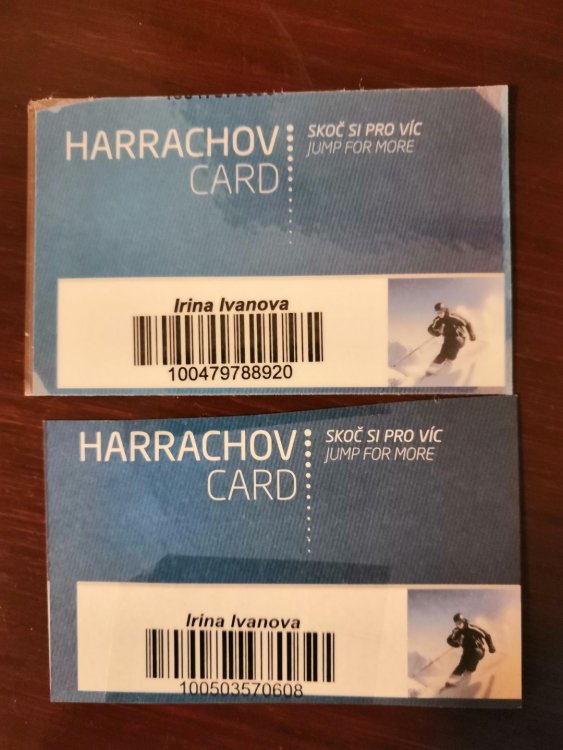 HARRACHOV
CARD
SKOČ SI PRO VÍC
JUMP FOR MORE
Irina Ivanova
100479788920
HARRACHOV
CARD
SKOČ SI PRO VÍC
JUMP FOR MORE
Irina Ivanova
100503570608